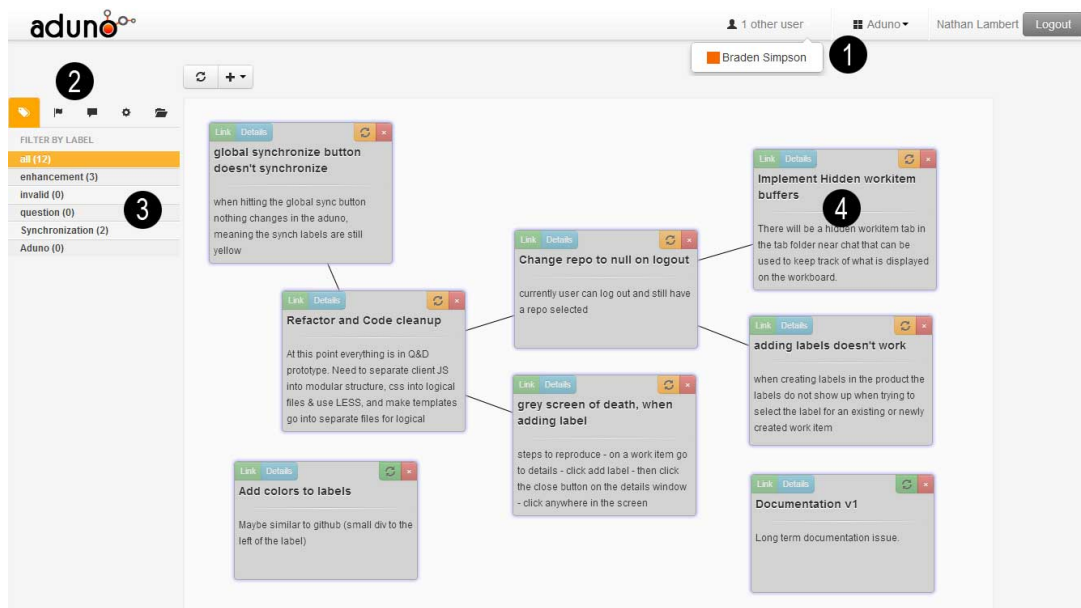 aduno
1 other user
Aduno
Nathan Lambert
Logout
Braden Simpson
1
2
FILTER BY LABEL
all (12)
enhancement (3)
invalid (0)
question (0)
Synchronization (2)
Aduno (0)
3
Link Details
global synchronize button
doesn't synchronize
when hitting the global sync button
nothing changes in the aduno,
meaning the synch labels are still
yellow
Link Details
Implement Hidden workitem
buffers
4
There will be a hidden workitem tab in
the tab folder near chat that can be
used to keep track of what is displayed
on the workboard.
Link Details
Change repo to null on logout
currently user can log out and still have
a repo selected
Link Details
Refactor and Code cleanup
At this point everything is in Q&D
prototype. Need to separate client JS
into modular structure, css into logical
files & use LESS, and make templates
go into separate files for logical
Link Details
adding labels doesn't work
when creating labels in the product the
labels do not show up when trying to
select the label for an existing or newly
created work item
Link Details
grey screen of death, when
adding label
steps to reproduce - on a work item go
to details - click add label - then click
the close button on the details window
- click anywhere in the screen
Link Details
Add colors to labels
Maybe similar to github (small div to the
left of the label)
Link Details
Documentation v1
Long term documentation issue.